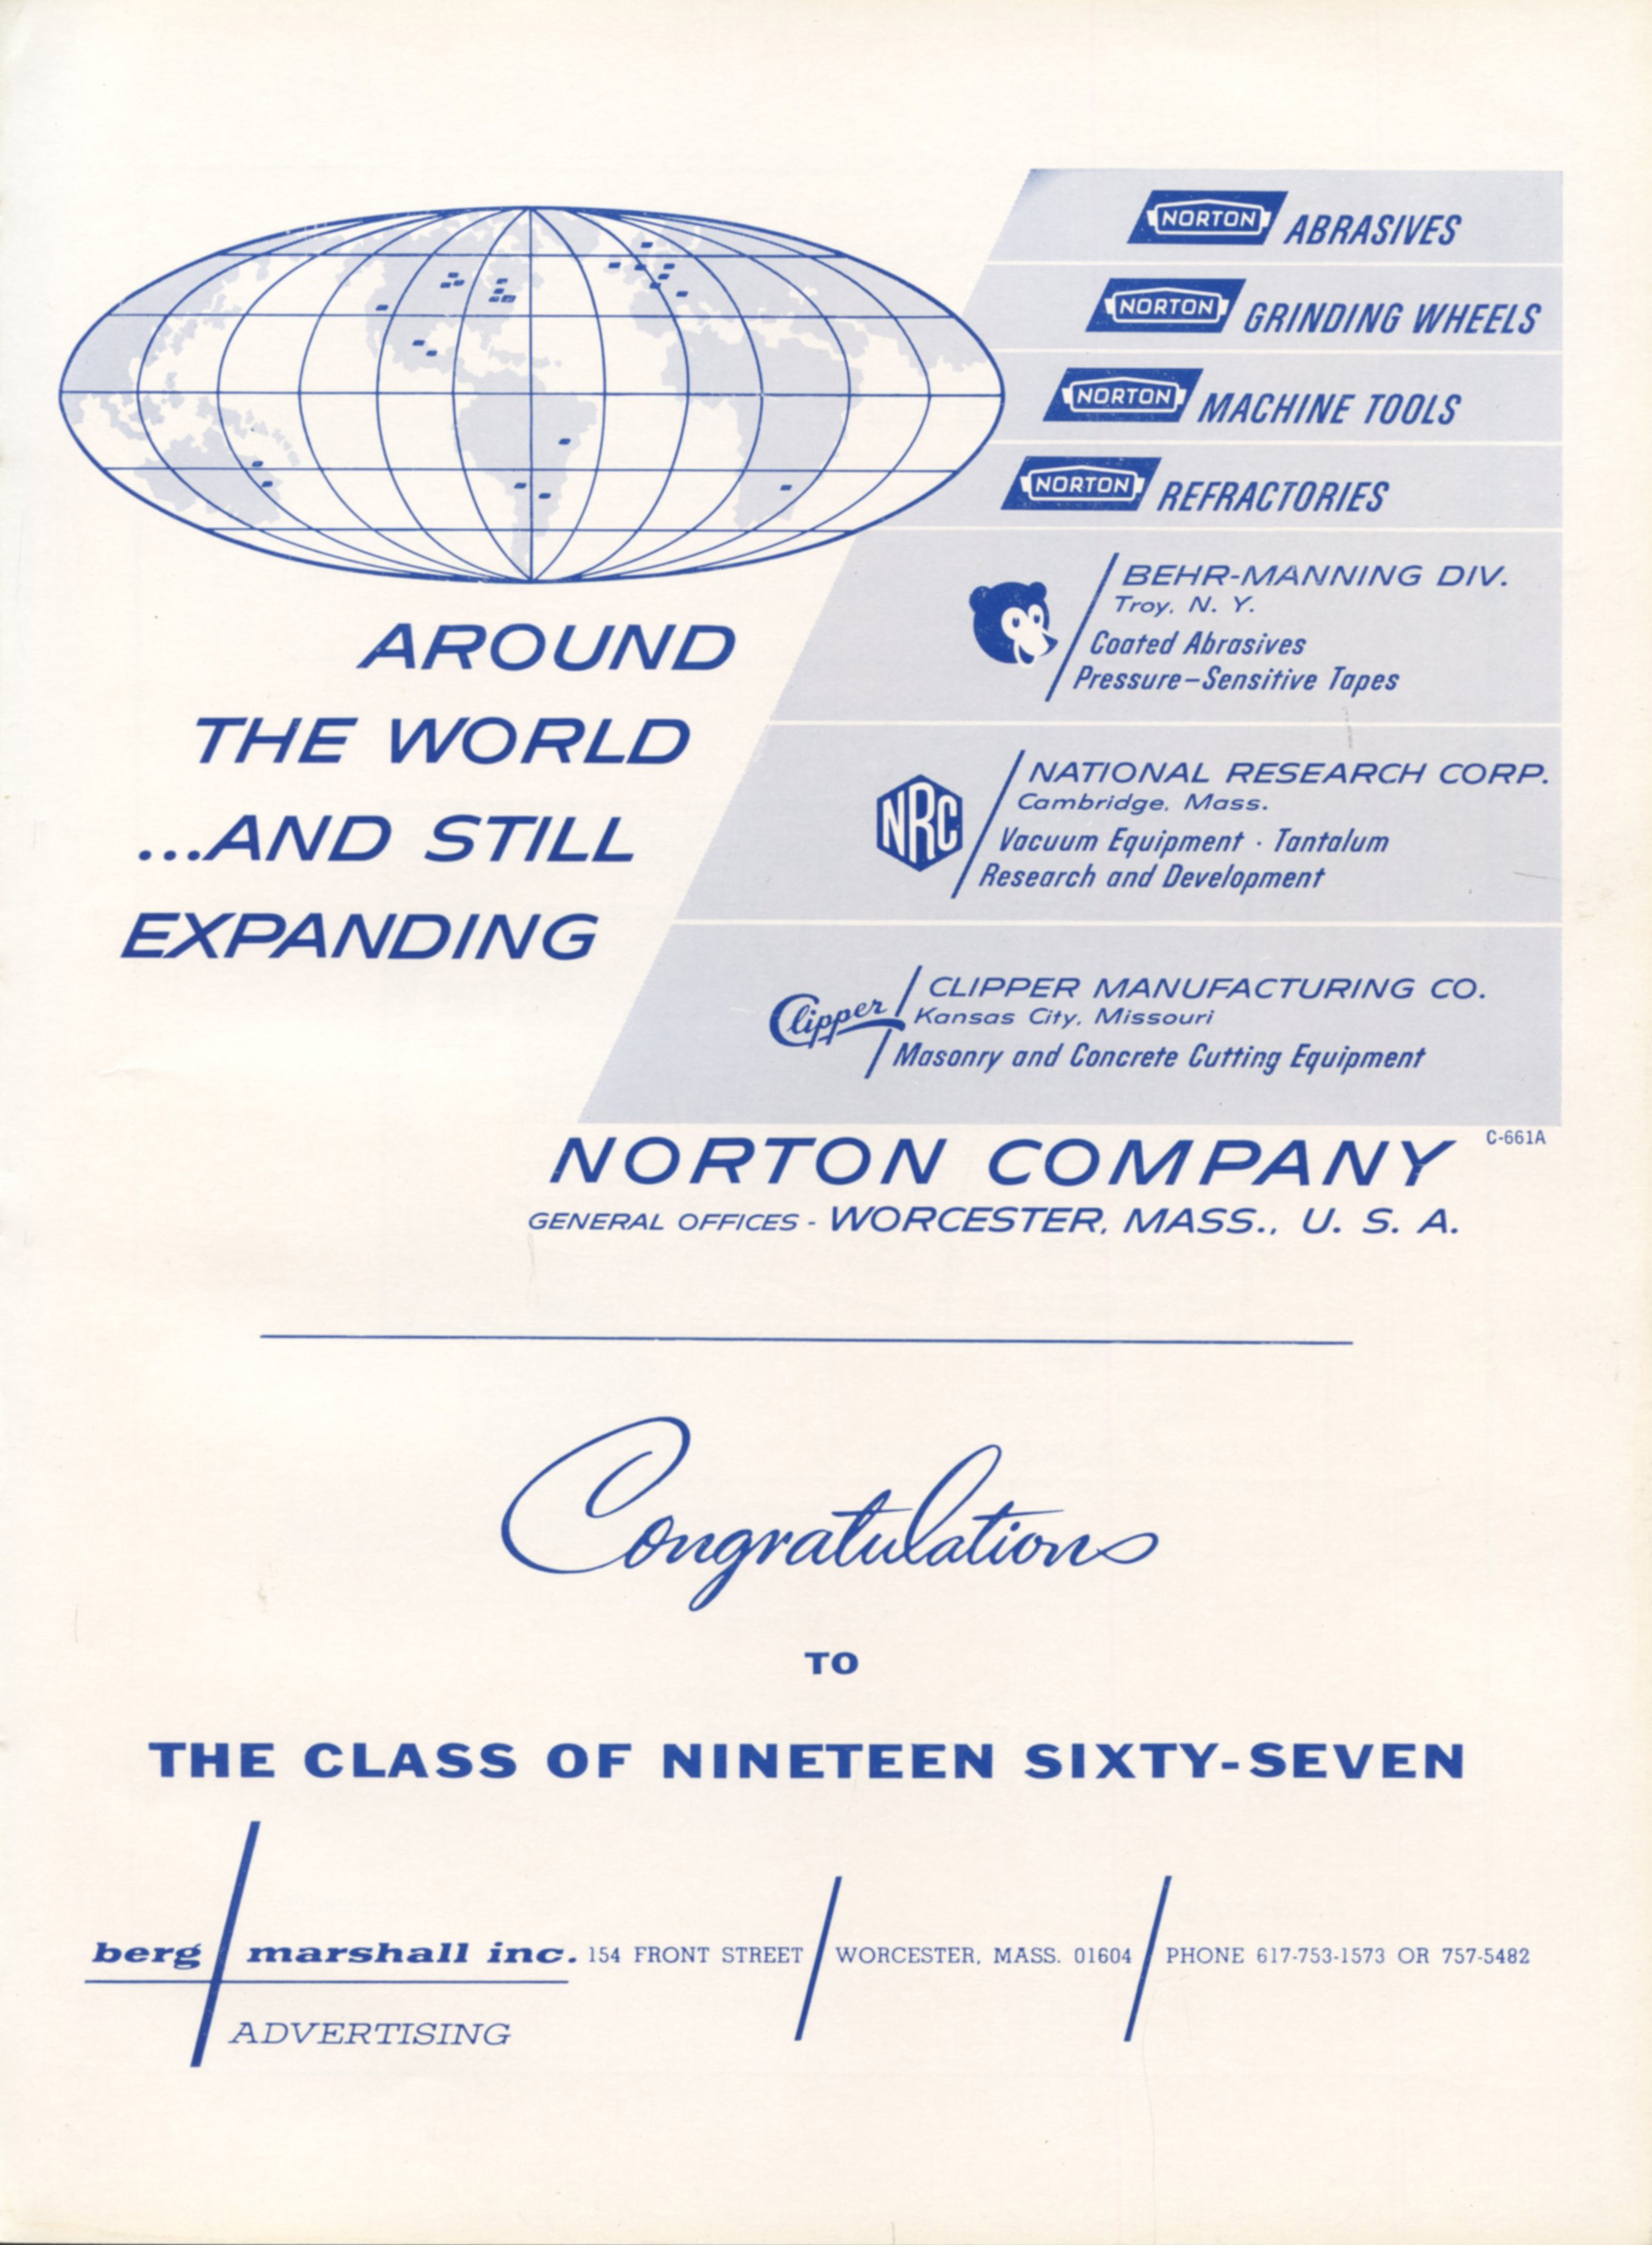 NORTON ABRASIVES
NORTON GRINDING WHEELS
NORTON MACHINE TOOLS
NORTON REFRACTORIES
BEHR-MANNING DIV.
Troy, N. Y.
Coated Abrasives
Pressure-Sensitive Tapes
AROUND
THE WORLD
...AND STILL
EXPANDING
NRC
NATIONAL RESEARCH CORP.
Cambridge, Mass.
Vacuum Equipment · Tantalum
Research and Development
Clipper
CLIPPER MANUFACTURING CO.
Kansas City, Missouri
Masonry and Concrete Cutting Equipment
C-661A
NORTON COMPANY
GENERAL OFFICES - WORCESTER, MASS., U. S. A.
Congratulations
TO
THE CLASS OF NINETEEN SIXTY-SEVEN
berg / marshall inc. 154 FRONT STREET / WORCESTER, MASS. 01604 / PHONE 617-753-1573 OR 757-5482
ADVERTISING